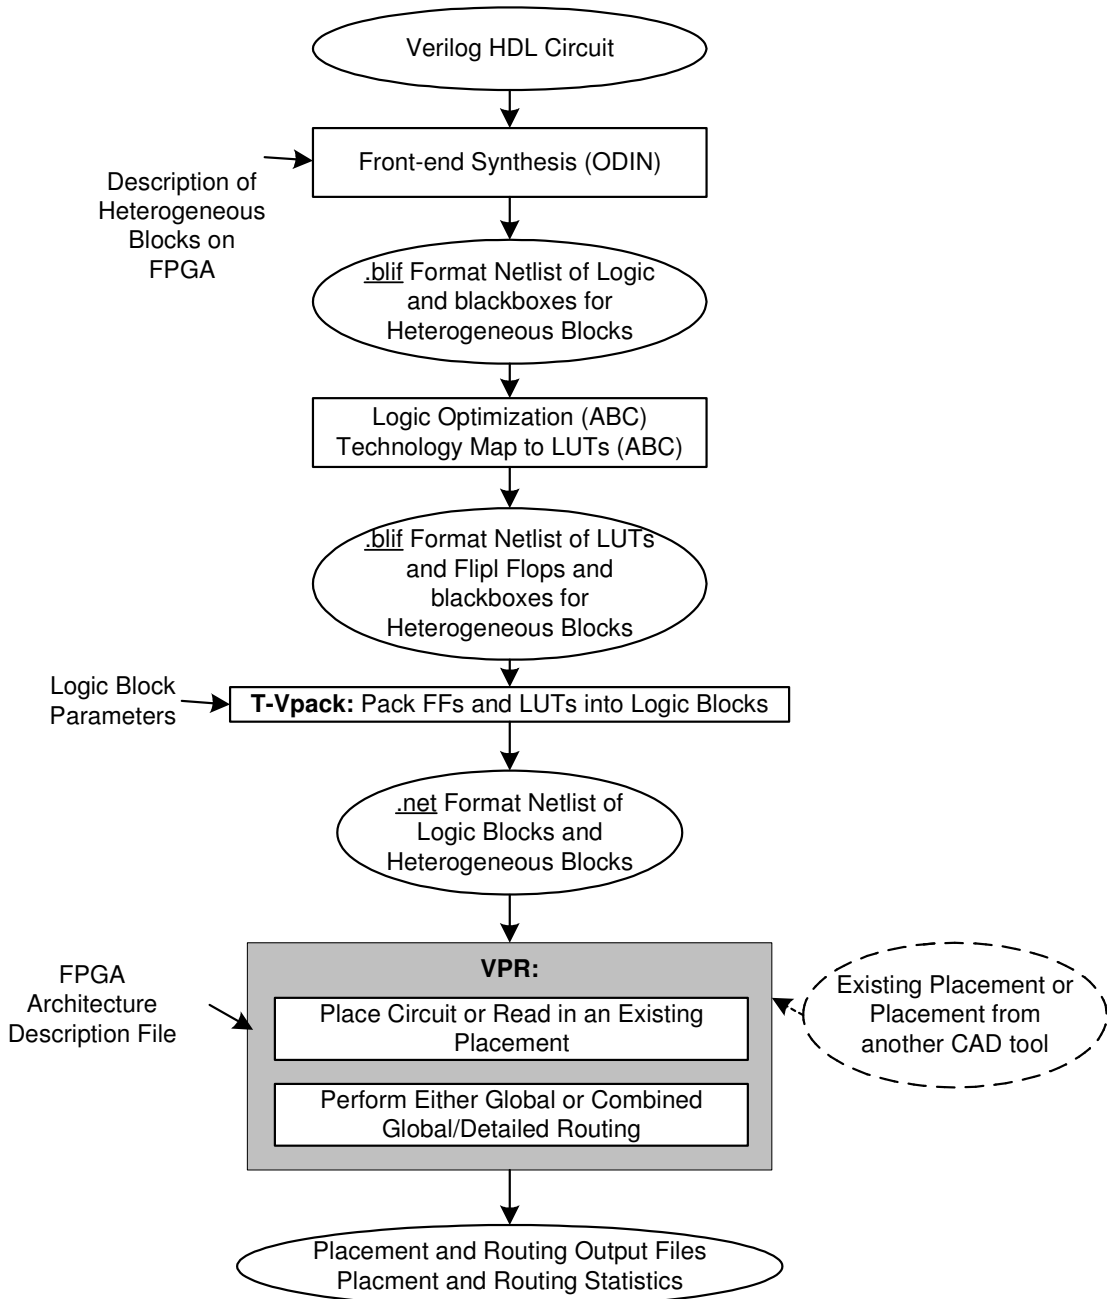 Verilog HDL Circuit
Front-end Synthesis (ODIN)
Description of
Heterogeneous
Blocks on
FPGA
.blif Format Netlist of Logic
and blackboxes for
Heterogeneous Blocks
Logic Optimization (ABC)
Technology Map to LUTs (ABC)
.blif Format Netlist of LUTs
and Flipl Flops and
blackboxes for
Heterogeneous Blocks
Logic Block
Parameters
T-Vpack: Pack FFs and LUTs into Logic Blocks
.net Format Netlist of
Logic Blocks and
Heterogeneous Blocks
FPGA
Architecture
Description File
VPR:
Place Circuit or Read in an Existing
Placement
Perform Either Global or Combined
Global/Detailed Routing
Existing Placement or
Placement from
another CAD tool
Placement and Routing Output Files
Placment and Routing Statistics